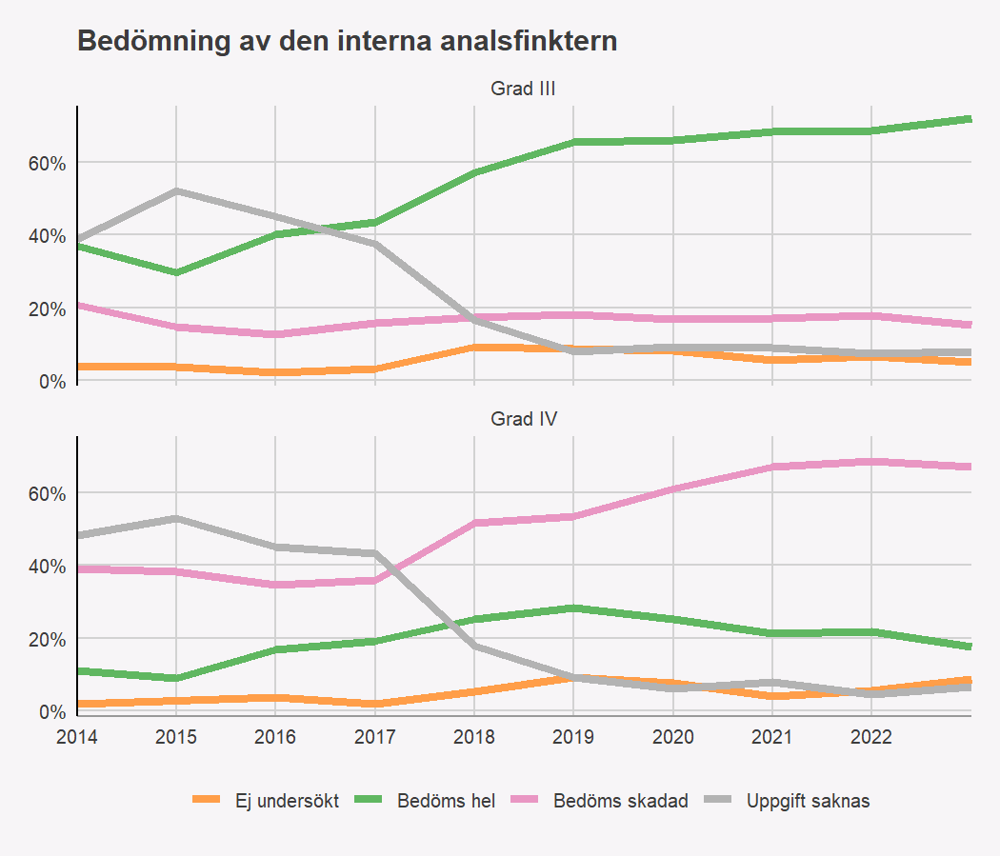 Bedömning av den interna analsfinktern
Grad III
60%
40%
20%
0%
Grad IV
60%
40%
20%
0%
2014 2015 2016 2017 2018 2019 2020 2021 2022
Ej undersökt Bedöms hel Bedöms skadad Uppgift saknas